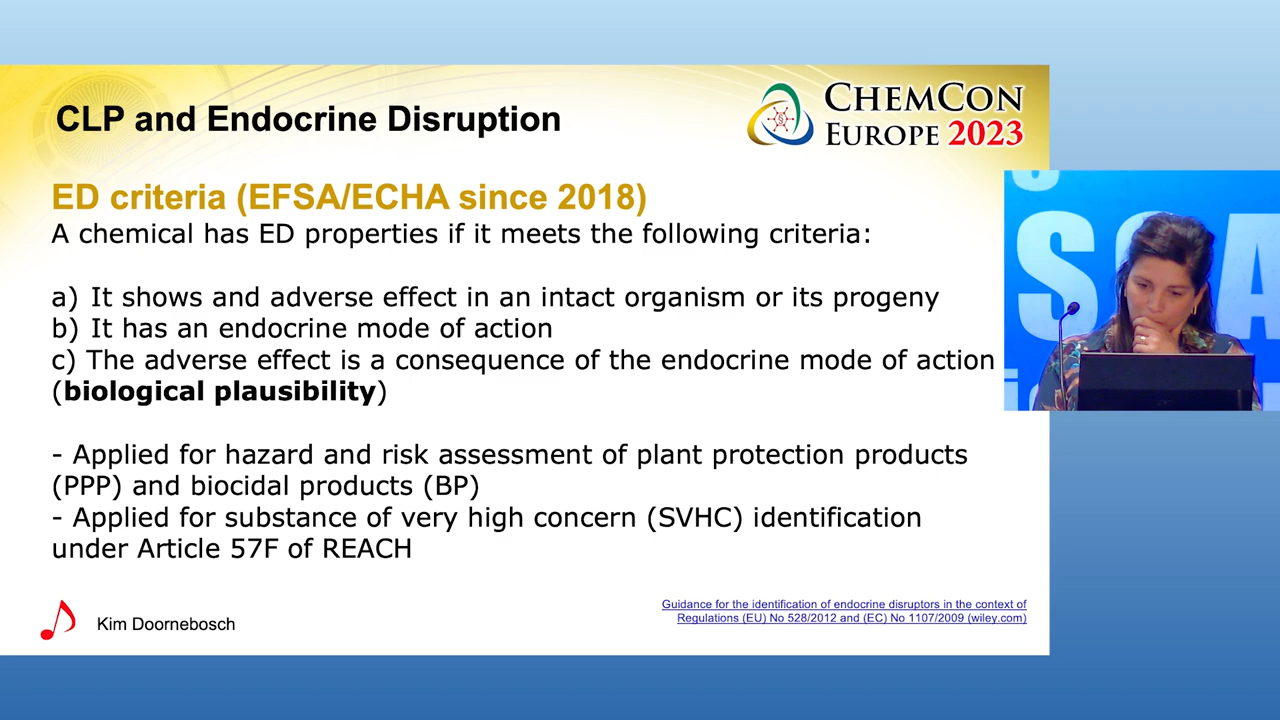 CLP and Endocrine Disruption
CHEMCON
EUROPE 2023
ED criteria (EFSA/ECHA since 2018)
A chemical has ED properties if it meets the following criteria:
a) It shows and adverse effect in an intact organism or its progeny
b) It has an endocrine mode of action
c) The adverse effect is a consequence of the endocrine mode of action
(biological plausibility)
- Applied for hazard and risk assessment of plant protection products
(PPP) and biocidal products (BP)
- Applied for substance of very high concern (SVHC) identification
under Article 57F of REACH
Guidance for the identification of endocrine disruptors in the context of
Regulations (EU) No 528/2012 and (EC) No 1107/2009 (wiley.com)
Kim Doornebosch